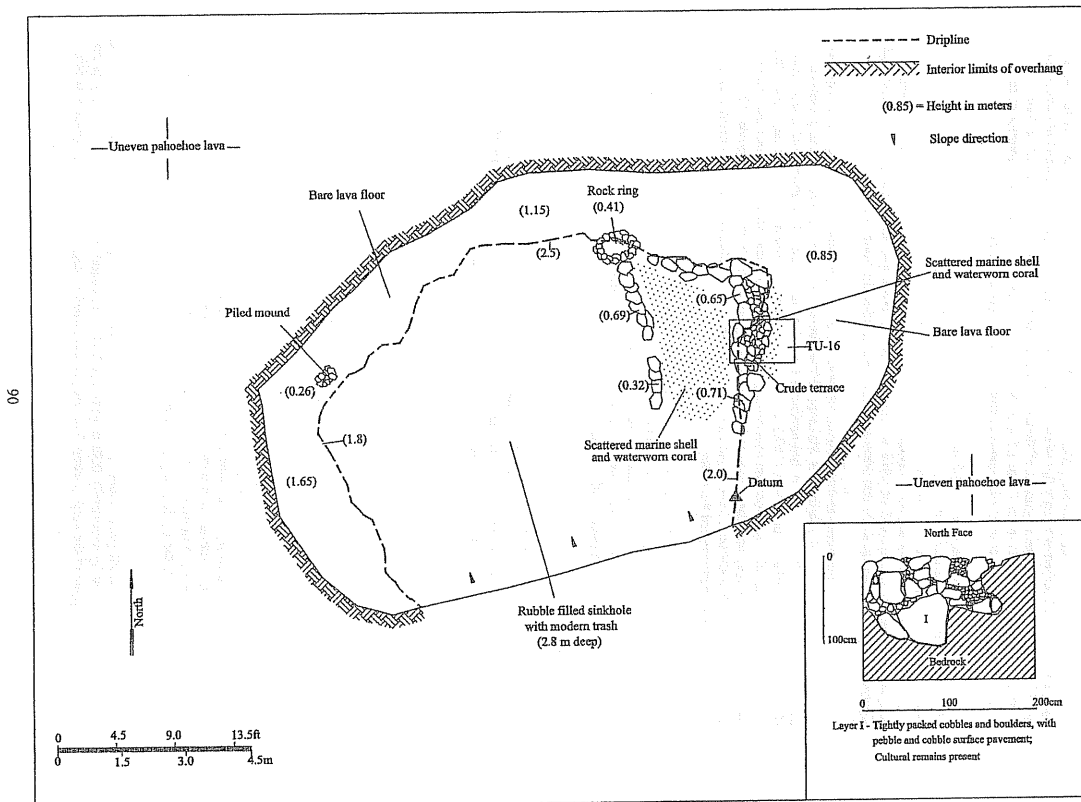 Dripline
Interior limits of overhang
(0.85) = Height in meters
Slope direction
Uneven pahoehoe lava
Bare lava floor
Rock ring
(0.41)
(1.15)
(2.5)
(0.85)
Scattered marine shell
and waterworn coral
(0.65)
(0.69)
Bare lava floor
Piled mound
TU-16
(0.26)
(0.32)
(0.71)
Crude terrace
(1.8)
Scattered marine shell
and waterworn coral
(1.65)
(2.0)
Datum
Uneven pahoehoe lava
90
North
Rubble filled sinkhole
with modern trash
(2.8 m deep)
North Face
0
I
100cm
Bedrock
0 100 200cm
Layer I - Tightly packed cobbles and boulders, with
pebble and cobble surface pavement;
Cultural remains present
0 4.5 9.0 13.5ft
0 1.5 3.0 4.5m